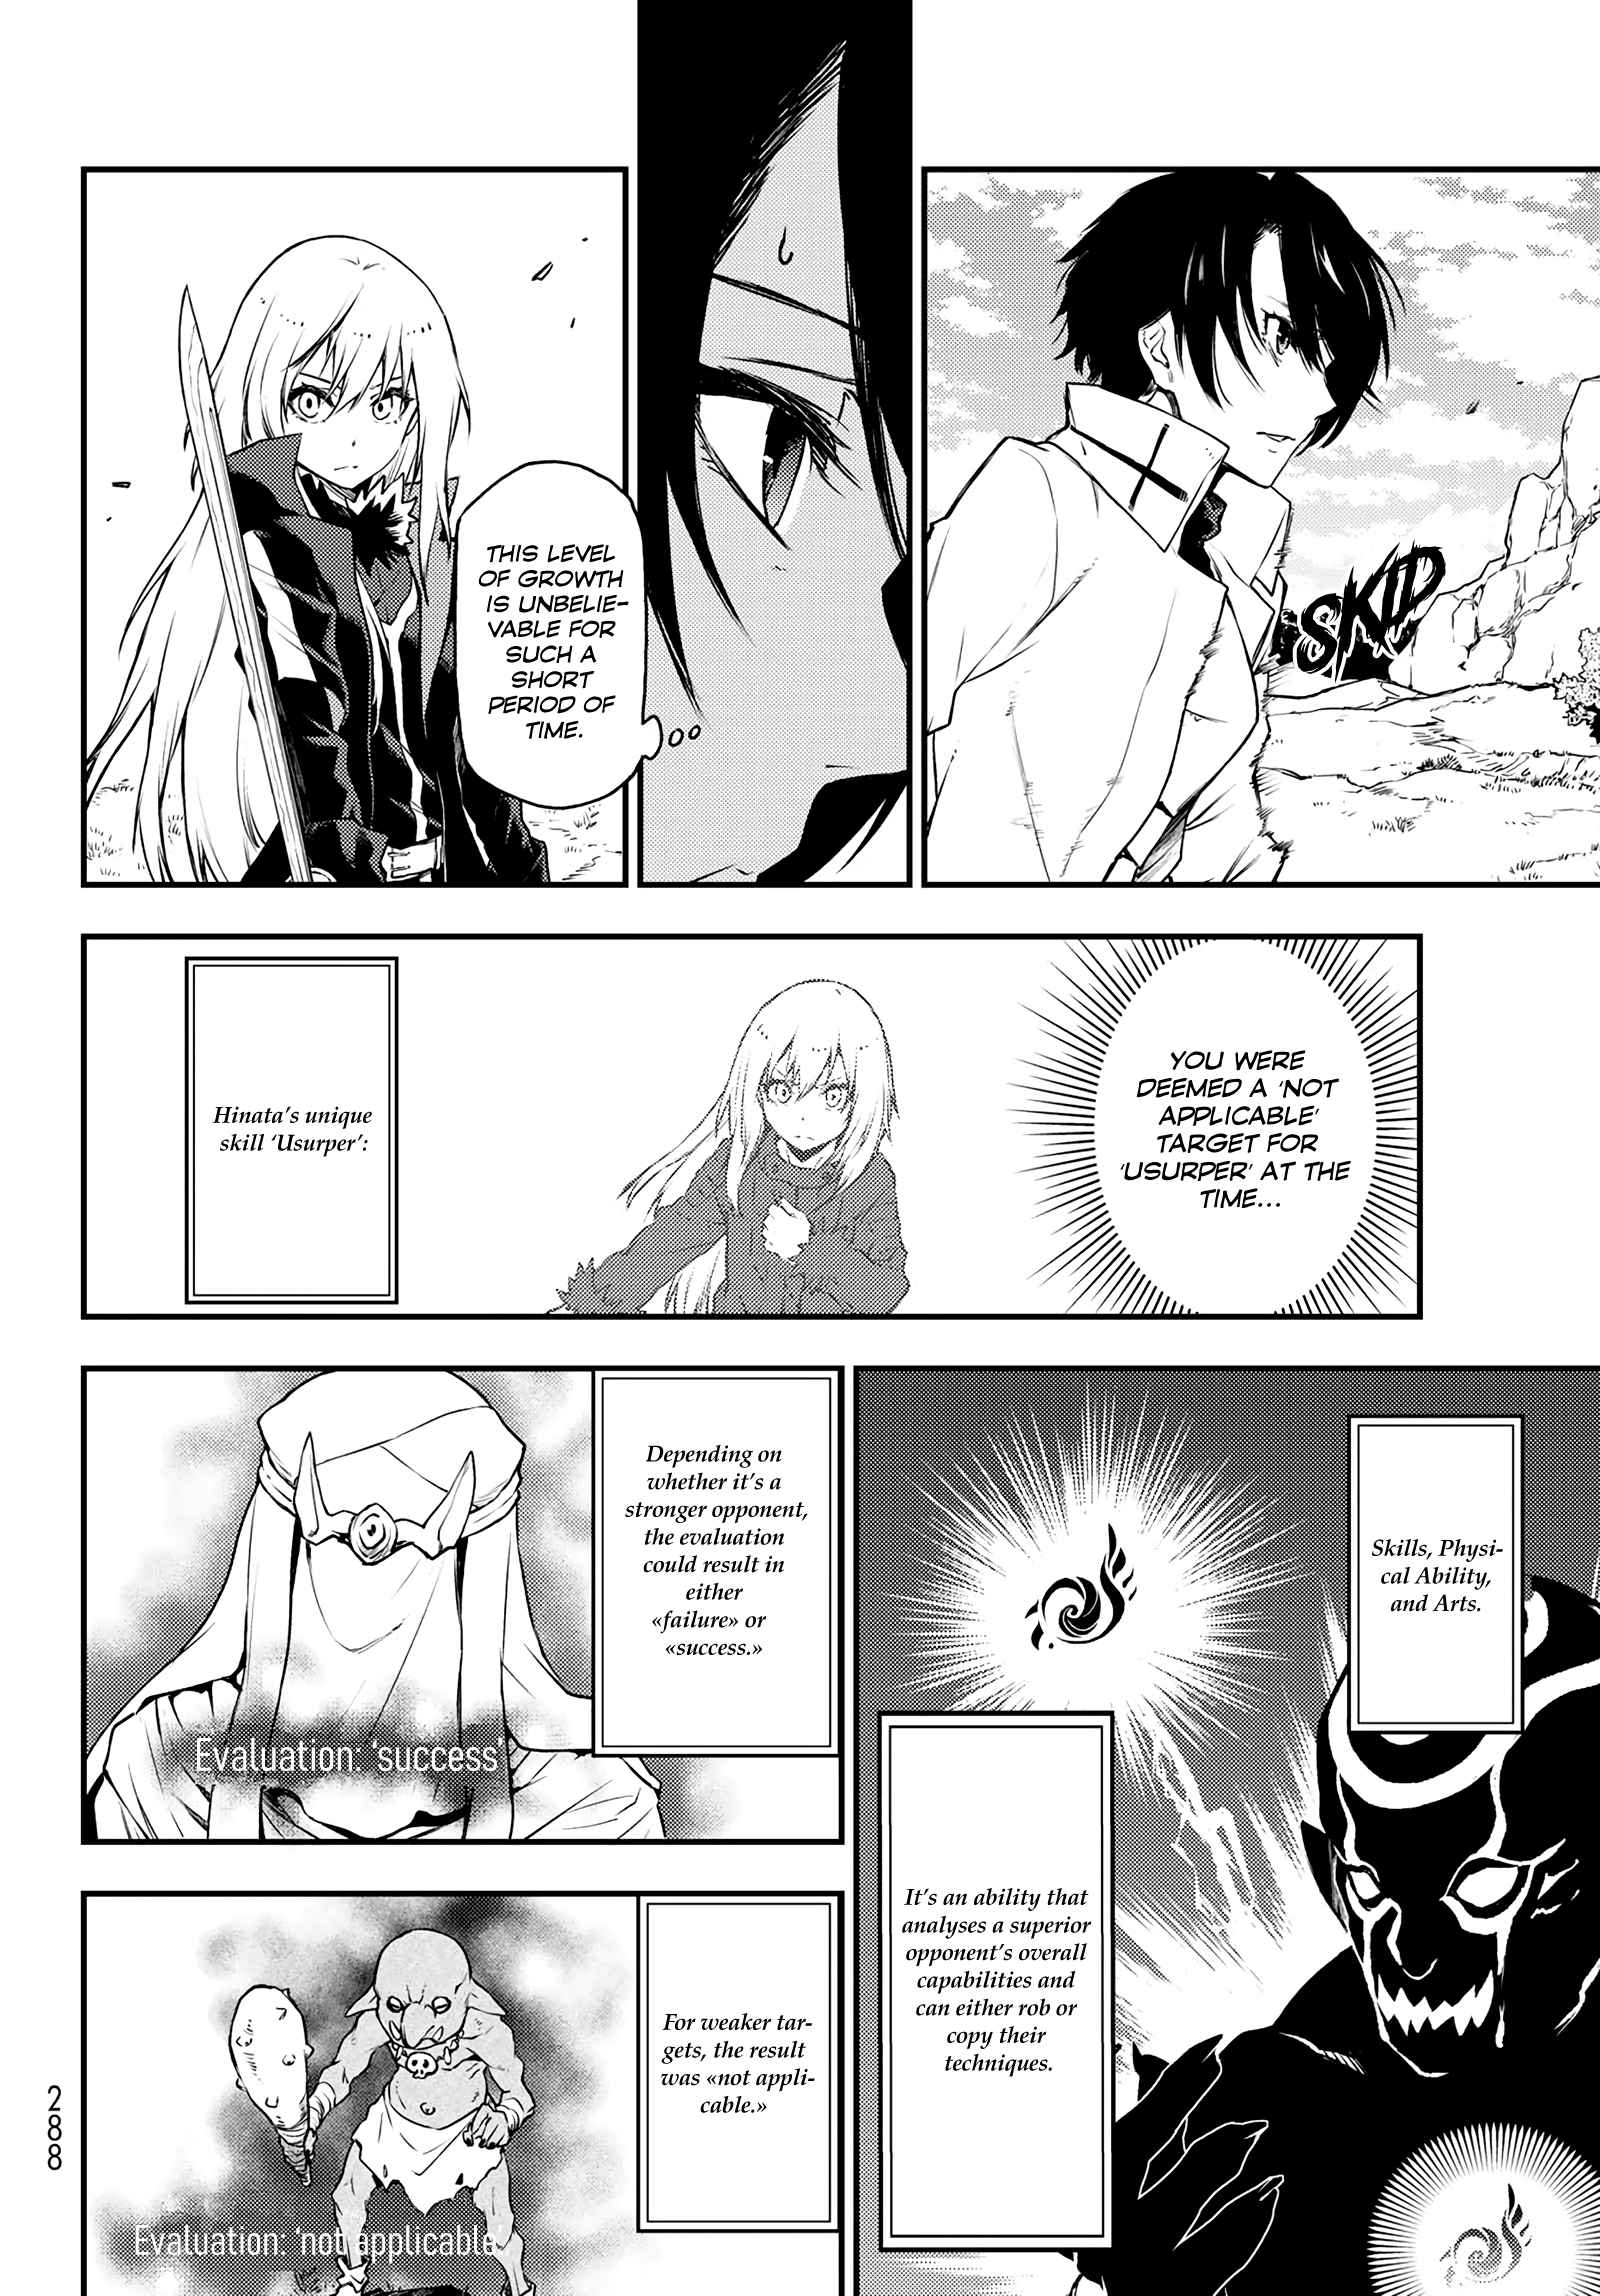 SKID
THIS LEVEL
OF GROWTH
IS UNBELIE-
VABLE FOR
SUCH A
SHORT
PERIOD OF
TIME.
YOU WERE
DEEMED A 'NOT
APPLICABLE'
TARGET FOR
'USURPER' AT THE
TIME...
Hinata's unique
skill 'Usurper':
Skills, Physi-
cal Ability,
and Arts.
It's an ability that
analyses a superior
opponent's overall
capabilities and
can either rob or
copy their
techniques.
Depending on
whether it's a
stronger opponent,
the evaluation
could result in
either
«failure» or
«success.»
Evaluation: 'success'
For weaker tar-
gets, the result
was «not appli-
cable.»
Evaluation: 'not applicable'
288